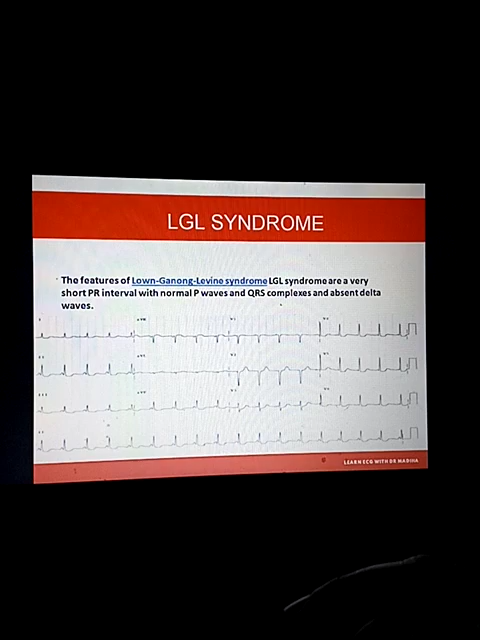 LGL SYNDROME
The features of Lown-Ganong-Levine syndrome LGL syndrome are a very
short PR interval with normal P waves and QRS complexes and absent delta
waves.
LEARN ECG WITH DR MADIHA